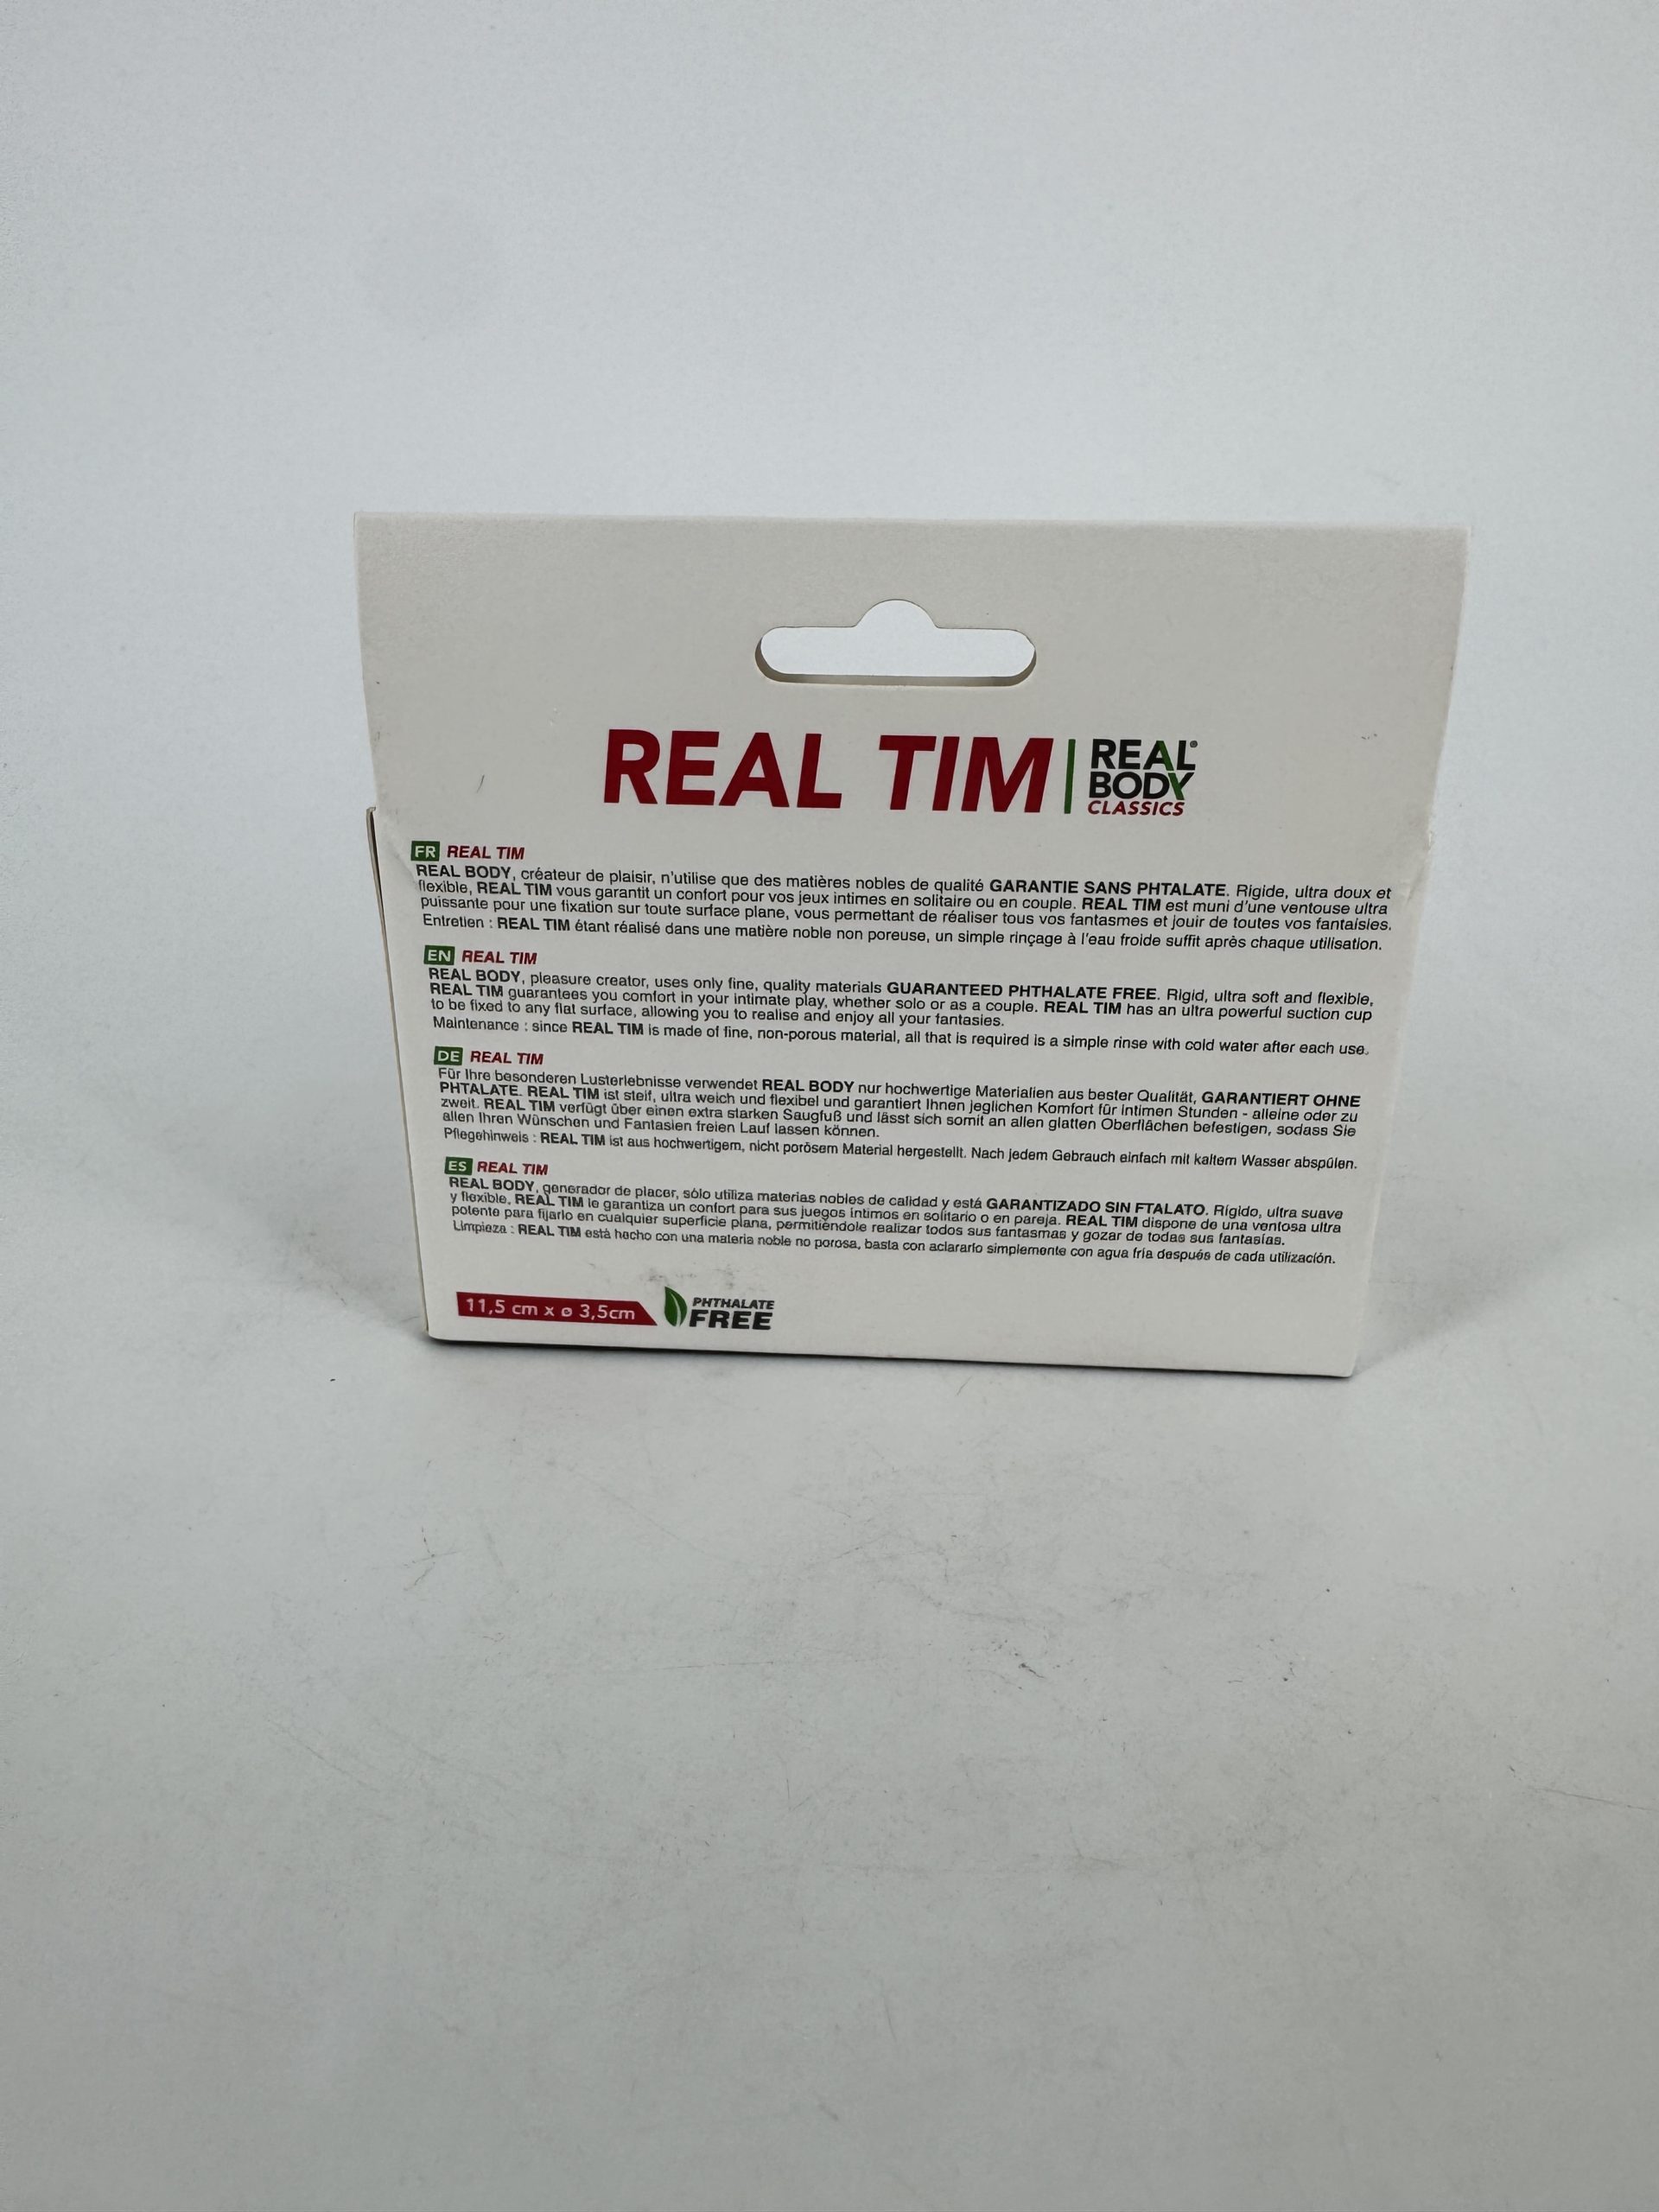 REAL TIM
REAL®
BODY
CLASSICS
FR REAL TIM
REAL BODY, créateur de plaisir, n'utilise que des matières nobles de qualité GARANTIE SANS PHTALATE. Rigide, ultra doux et
flexible, REAL TIM vous garantit un confort pour vos jeux intimes en solitaire ou en couple. REAL TIM est muni d'une ventouse ultra
puissante pour une fixation sur toute surface plane, vous permettant de réaliser tous vos fantasmes et jouir de toutes vos fantaisies.
Entretien : REAL TIM étant réalisé dans une matière noble non poreuse, un simple rinçage à l'eau froide suffit après chaque utilisation.
EN REAL TIM
REAL BODY, pleasure creator, uses only fine, quality materials GUARANTEED PHTHALATE FREE. Rigid, ultra soft and flexible,
REAL TIM guarantees you comfort in your intimate play, whether solo or as a couple. REAL TIM has an ultra powerful suction cup
to be fixed to any flat surface, allowing you to realise and enjoy all your fantasies.
Maintenance : since REAL TIM is made of fine, non-porous material, all that is required is a simple rinse with cold water after each use.
DE REAL TIM
Für Ihre besonderen Lusterlebnisse verwendet REAL BODY nur hochwertige Materialien aus bester Qualität, GARANTIERT OHNE
PHTALATE. REAL TIM ist steif, ultra weich und flexibel und garantiert Ihnen jeglichen Komfort für intimen Stunden - alleine oder zu
zweit. REAL TIM verfügt über einen extra starken Saugfuß und lässt sich somit an allen glatten Oberflächen befestigen, sodass Sie
allen Ihren Wünschen und Fantasien freien Lauf lassen können.
Pflegehinweis : REAL TIM ist aus hochwertigem, nicht porösem Material hergestellt. Nach jedem Gebrauch einfach mit kaltem Wasser abspülen.
ES REAL TIM
REAL BODY, generador de placer, sólo utiliza materias nobles de calidad y está GARANTIZADO SIN FTALATO. Rígido, ultra suave
y flexible, REAL TIM le garantiza un confort para sus juegos íntimos en solitario o en pareja. REAL TIM dispone de una ventosa ultra
potente para fijarlo en cualquier superficie plana, permitiéndole realizar todos sus fantasmas y gozar de todas sus fantasías.
Limpieza : REAL TIM está hecho con una materia noble no porosa, basta con aclararlo simplemente con agua fría después de cada utilización.
11,5 cm x ø 3,5cm
PHTHALATE
FREE